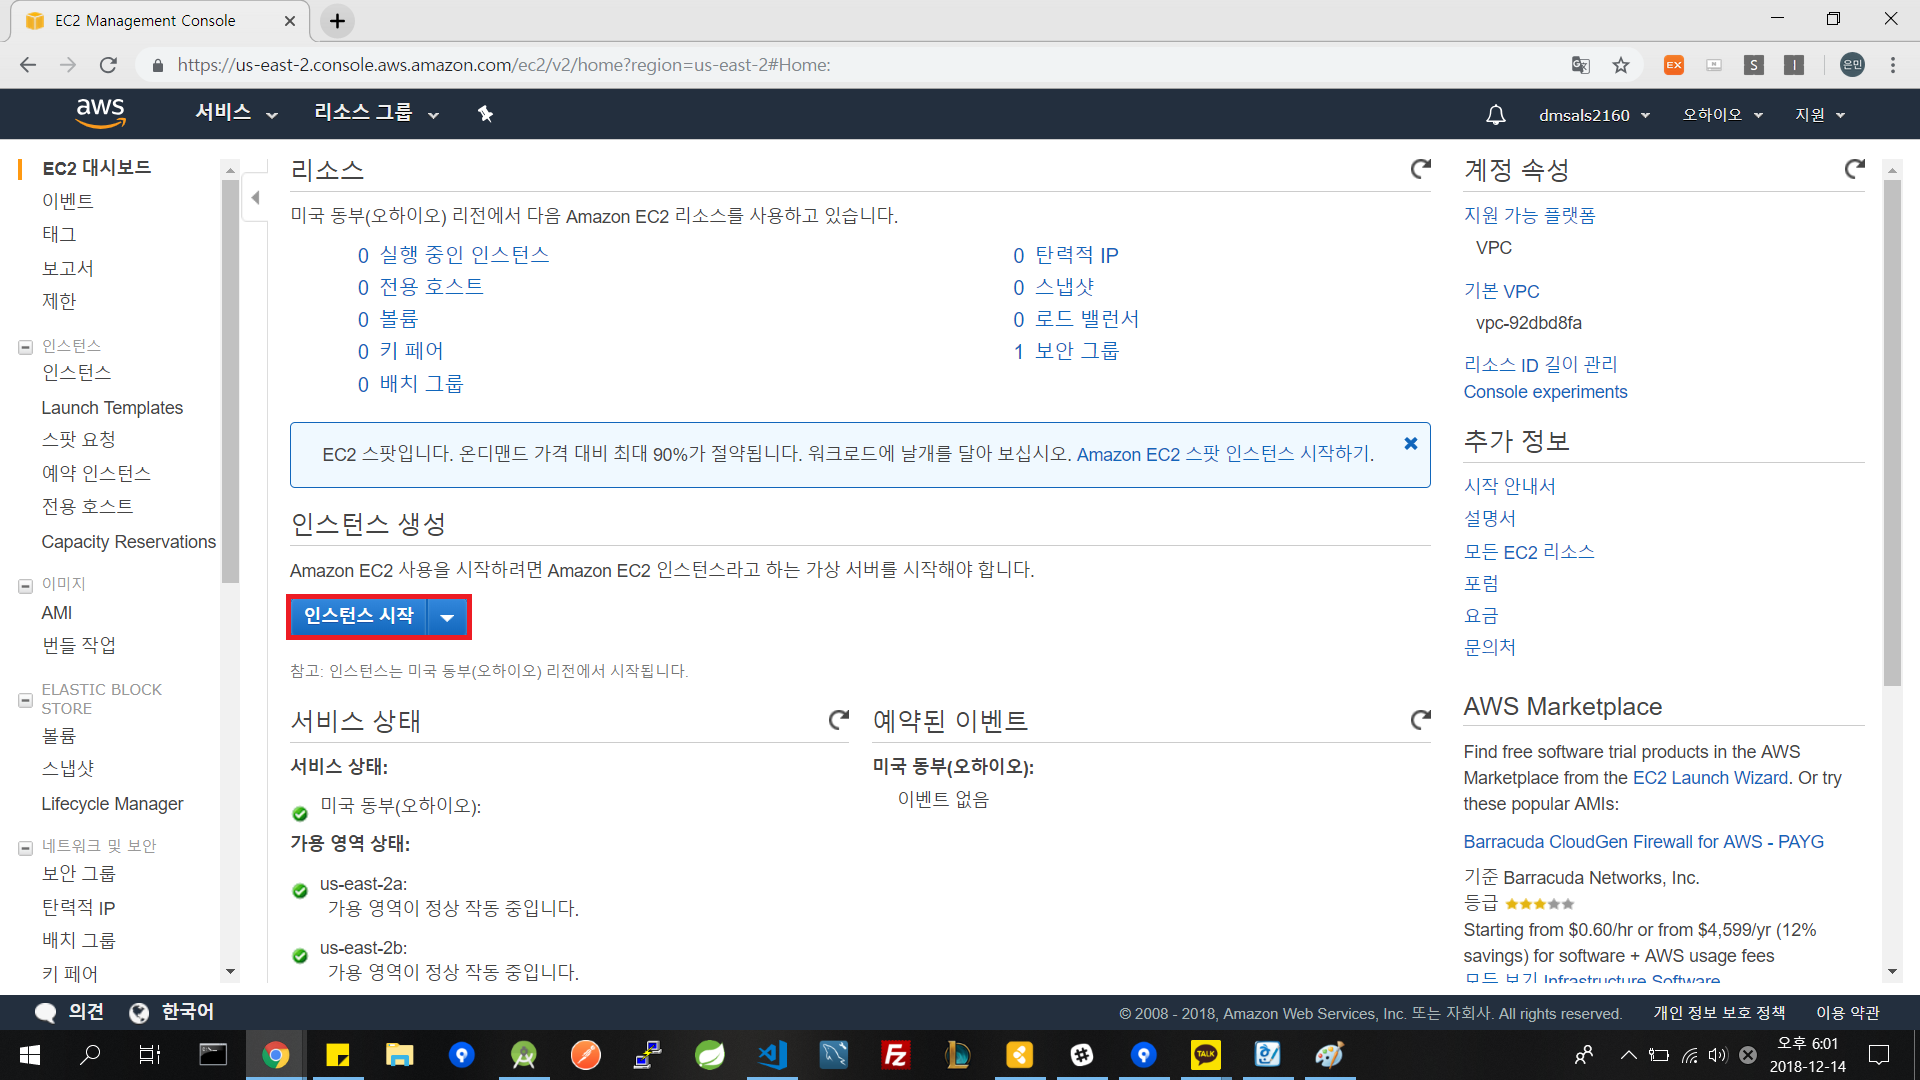 EC2 Management Console
https://us-east-2.console.aws.amazon.com/ec2/v2/home?region=us-east-2#Home:
EX
S
I
은민
aws
서비스
리소스 그룹
dmsals2160
오하이오
지원
EC2 대시보드
이벤트
태그
보고서
제한
인스턴스
인스턴스
Launch Templates
스팟 요청
예약 인스턴스
전용 호스트
Capacity Reservations
이미지
AMI
번들 작업
ELASTIC BLOCK
STORE
볼륨
스냅샷
Lifecycle Manager
네트워크 및 보안
보안 그룹
탄력적 IP
배치 그룹
키 페어
리소스
미국 동부(오하이오) 리전에서 다음 Amazon EC2 리소스를 사용하고 있습니다.
0 실행 중인 인스턴스
0 전용 호스트
0 볼륨
0 키 페어
0 배치 그룹
0 탄력적 IP
0 스냅샷
0 로드 밸런서
1 보안 그룹
EC2 스팟입니다. 온디맨드 가격 대비 최대 90%가 절약됩니다. 워크로드에 날개를 달아 보십시오. Amazon EC2 스팟 인스턴스 시작하기.
인스턴스 생성
Amazon EC2 사용을 시작하려면 Amazon EC2 인스턴스라고 하는 가상 서버를 시작해야 합니다.
인스턴스 시작
참고: 인스턴스는 미국 동부(오하이오) 리전에서 시작됩니다.
서비스 상태
서비스 상태:
미국 동부(오하이오):
가용 영역 상태:
us-east-2a:
가용 영역이 정상 작동 중입니다.
us-east-2b:
가용 영역이 정상 작동 중입니다.
예약된 이벤트
미국 동부(오하이오):
이벤트 없음
계정 속성
지원 가능 플랫폼
VPC
기본 VPC
vpc-92dbd8fa
리소스 ID 길이 관리
Console experiments
추가 정보
시작 안내서
설명서
모든 EC2 리소스
포럼
요금
문의처
AWS Marketplace
Find free software trial products in the AWS
Marketplace from the EC2 Launch Wizard. Or try
these popular AMIs:
Barracuda CloudGen Firewall for AWS - PAYG
기준 Barracuda Networks, Inc.
등급
Starting from $0.60/hr or from $4,599/yr (12%
savings) for software + AWS usage fees
모두 보기 Infrastructure Software
의견
한국어
© 2008 - 2018, Amazon Web Services, Inc. 또는 자회사. All rights reserved.
개인 정보 보호 정책
이용 약관
Fz
TALK
오후 6:01
2018-12-14